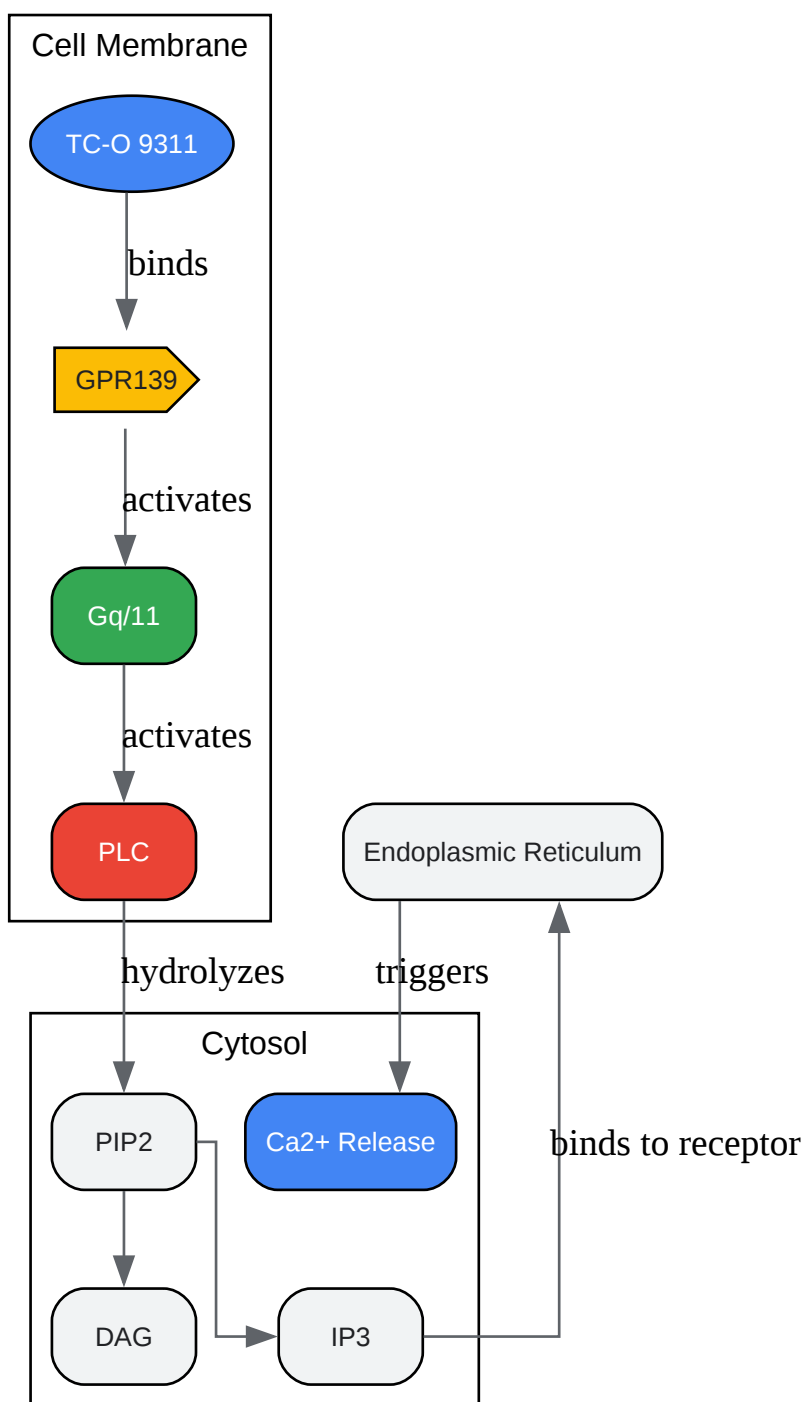 Cell Membrane
TC-O 9311
binds
GPR139
activates
Gq/11
activates
PLC
Endoplasmic Reticulum
hydrolyzes
triggers
Cytosol
PIP2
Ca2+ Release
binds to receptor
DAG
IP3